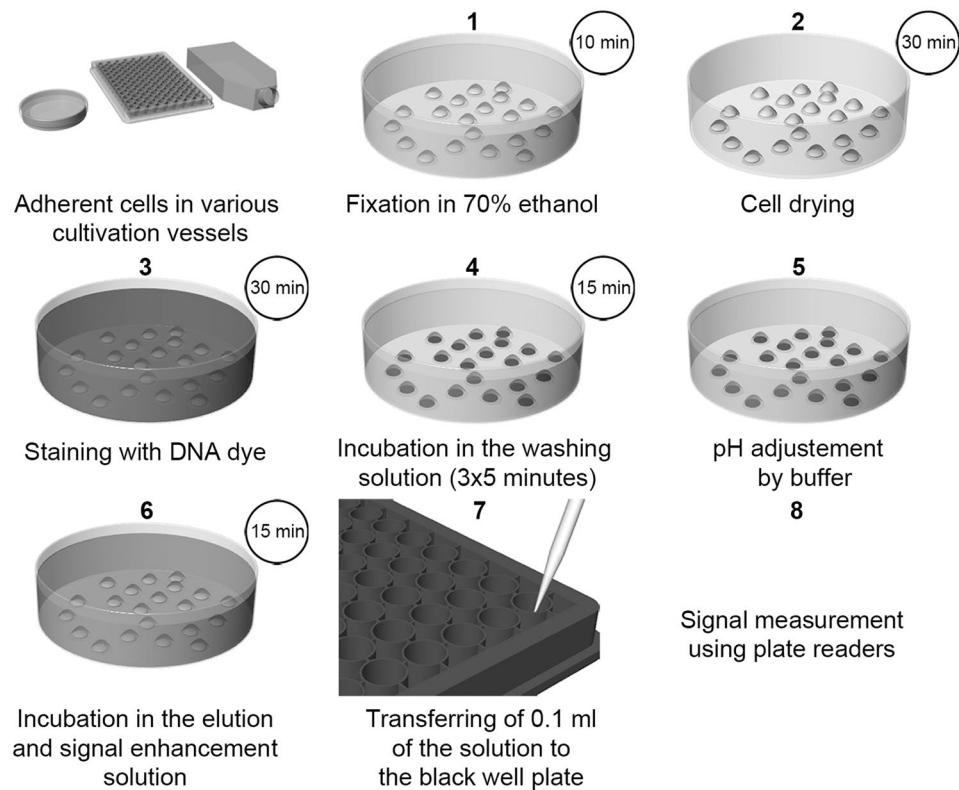 Adherent cells in various
cultivation vessels
1
10 min
Fixation in 70% ethanol
2
30 min
Cell drying
3
30 min
Staining with DNA dye
4
15 min
Incubation in the washing
solution (3x5 minutes)
5
pH adjustement
by buffer
6
15 min
Incubation in the elution
and signal enhancement
solution
7
Transferring of 0.1 ml
of the solution to
the black well plate
8
Signal measurement
using plate readers